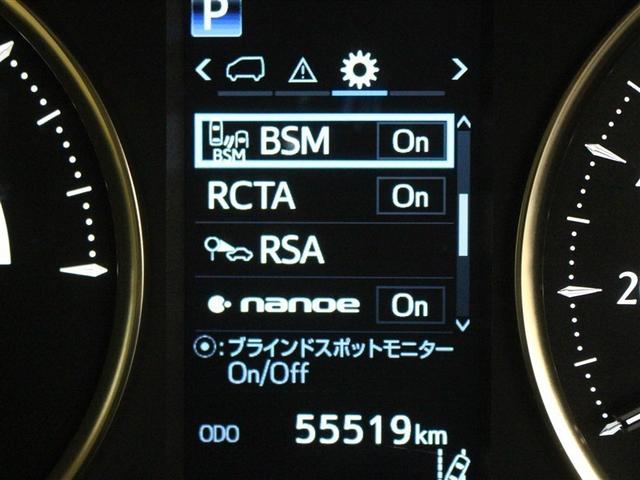 P
BSM BSM On
RCTA On
RSA
nanoe On
:ブラインドスポットモニター
On/Off
ODO 55519km